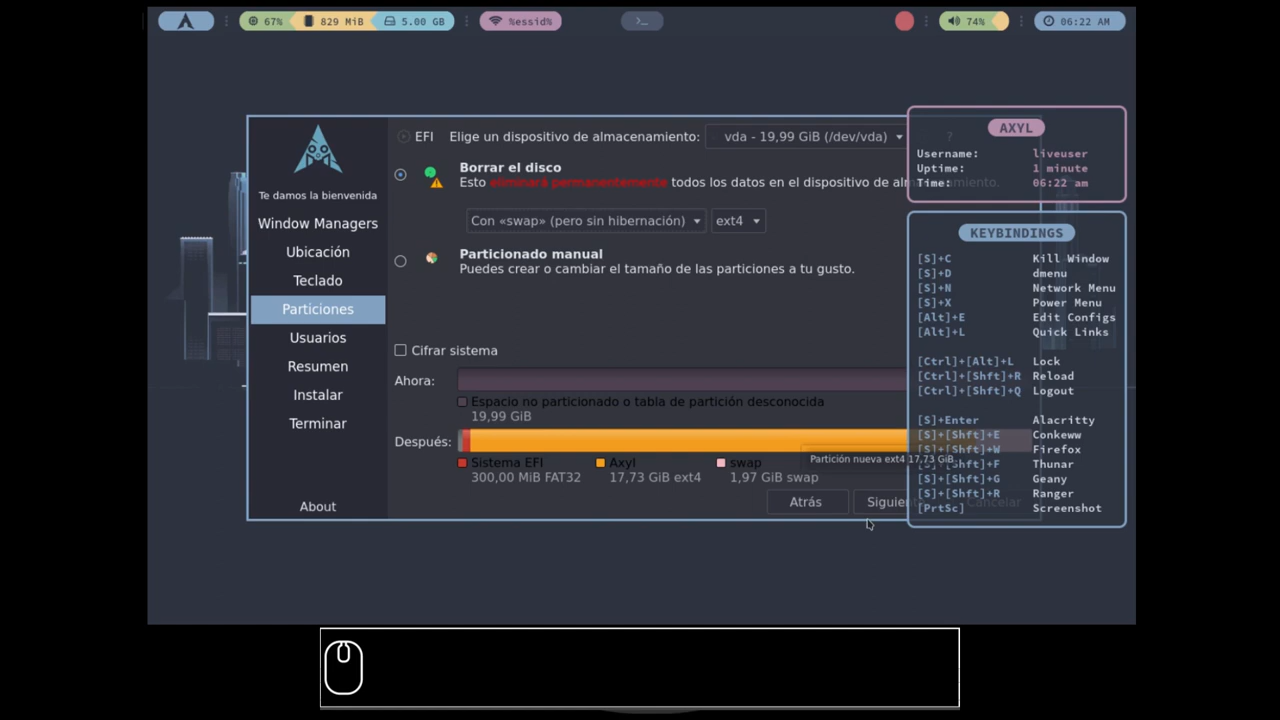 67%
829 MiB
5.00 GB
%essid%
>_
74%
06:22 AM
Te damos la bienvenida
Window Managers
Ubicación
Teclado
Particiones
Usuarios
Resumen
Instalar
Terminar
About
EFI
Elige un dispositivo de almacenamiento:
vda - 19,99 GiB (/dev/vda)
?
Borrar el disco
Esto eliminará permanentemente todos los datos en el dispositivo de almacenamiento.
Con «swap» (pero sin hibernación)
ext4
Particionado manual
Puedes crear o cambiar el tamaño de las particiones a tu gusto.
Cifrar sistema
Ahora:
Espacio no particionado o tabla de partición desconocida
19,99 GiB
Después:
Sistema EFI
300,00 MiB FAT32
Axyl
17,73 GiB ext4
swap
1,97 GiB swap
Partición nueva ext4 17,73 GiB
Atrás
Siguien
Cancelar
AXYL
Username: liveuser
Uptime: 1 minute
Time: 06:22 am
KEYBINDINGS
[S]+C Kill Window
[S]+D dmenu
[S]+N Network Menu
[S]+X Power Menu
[Alt]+E Edit Configs
[Alt]+L Quick Links
[Ctrl]+[Alt]+L Lock
[Ctrl]+[Shft]+R Reload
[Ctrl]+[Shft]+Q Logout
[S]+Enter Alacritty
[S]+[Shft]+E Conkeww
[S]+[Shft]+W Firefox
[S]+[Shft]+F Thunar
[S]+[Shft]+G Geany
[S]+[Shft]+R Ranger
[PrtSc] Screenshot